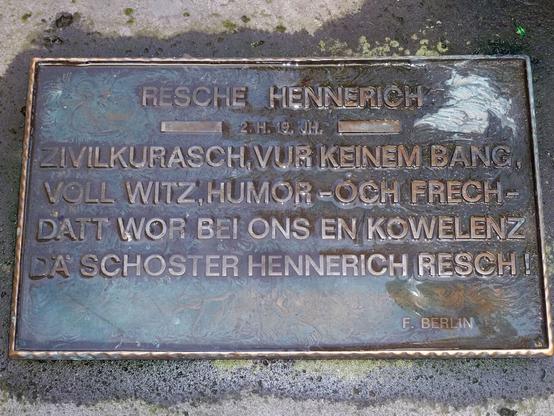 RESCHE HENNERICH
2. H. 19. JH.
ZIVILKURASCH, VUR KEINEM BANG,
VOLL WITZ, HUMOR - OCH FRECH -
DATT WOR BEI ONS EN KOWELENZ
DÄ SCHOSTER HENNERICH RESCH!
F. BERLIN